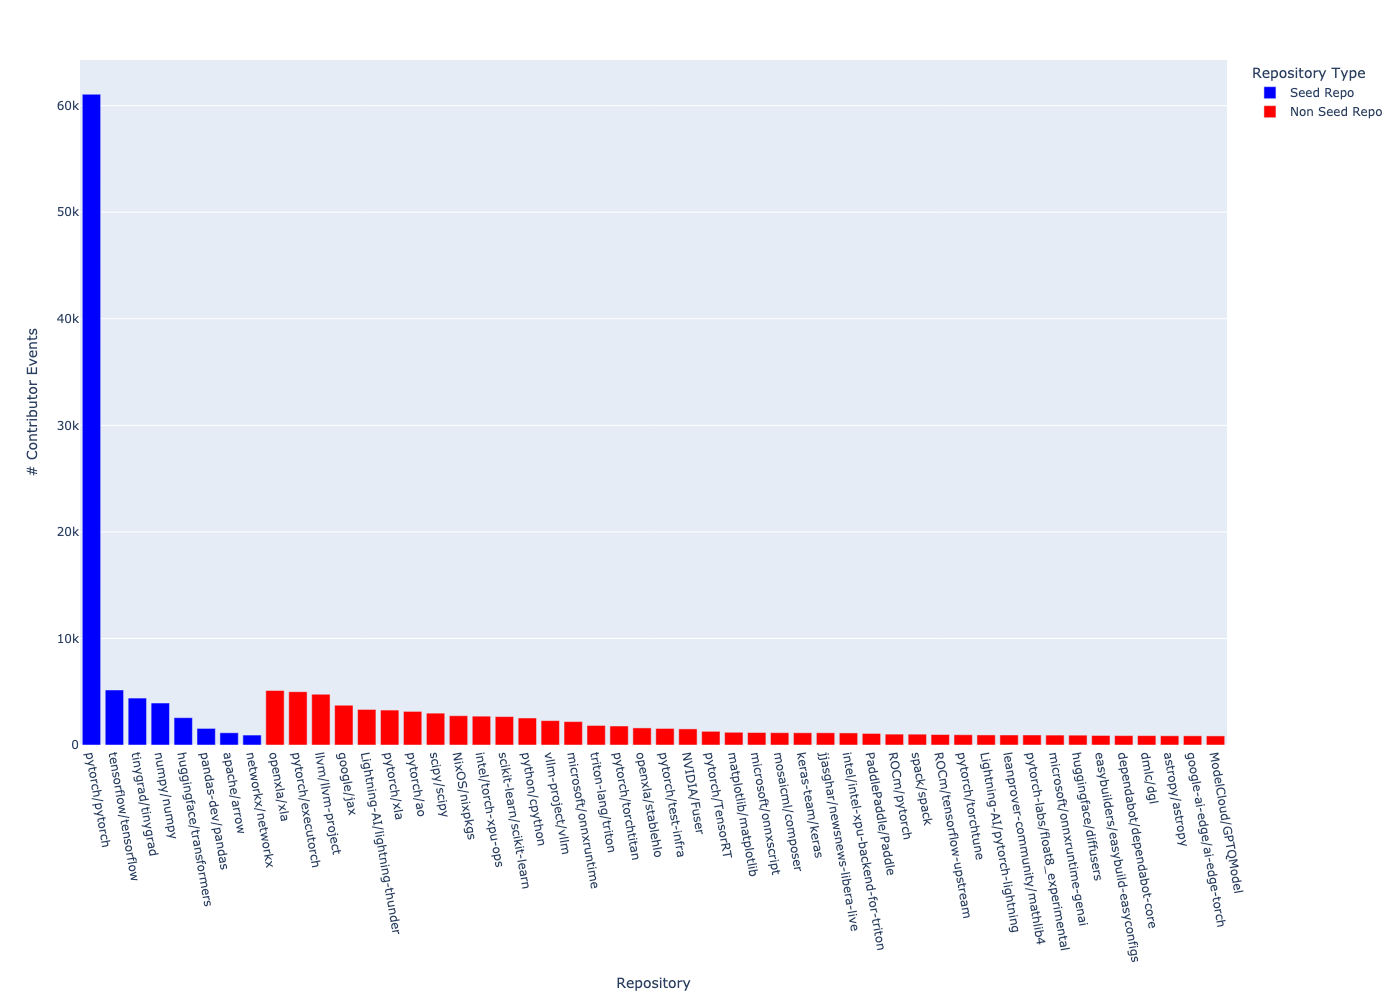 Repository Type
Seed Repo
Non Seed Repo
# Contributor Events
60k
50k
40k
30k
20k
10k
0
pytorch/pytorch
tensorflow/tensorflow
tinygrad/tinygrad
numpy/numpy
huggingface/transformers
pandas-dev/pandas
apache/arrow
networkx/networkx
openxla/xla
pytorch/executorch
llvm/llvm-project
google/jax
Lightning-AI/lightning-thunder
pytorch/xla
pytorch/ao
scipy/scipy
NixOS/nixpkgs
intel/torch-xpu-ops
scikit-learn/scikit-learn
python/cpython
vllm-project/vllm
microsoft/onnxruntime
triton-lang/triton
pytorch/torchtitan
openxla/stablehlo
pytorch/test-infra
NVIDIA/Fuser
pytorch/TensorRT
matplotlib/matplotlib
microsoft/onnxscript
mosaicml/composer
keras-team/keras
jjasghar/newsnews-libera-live
intel/intel-xpu-backend-for-triton
PaddlePaddle/Paddle
ROCm/pytorch
spack/spack
ROCm/tensorflow-upstream
pytorch/torchtune
Lightning-AI/pytorch-lightning
leanprover-community/mathlib4
pytorch-labs/float8_experimental
microsoft/onnxruntime-genai
huggingface/diffusers
easybuilders/easybuild-easyconfigs
dependabot/dependabot-core
dmlc/dgl
astropy/astropy
google-ai-edge/ai-edge-torch
ModelCloud/GPTQModel
Repository